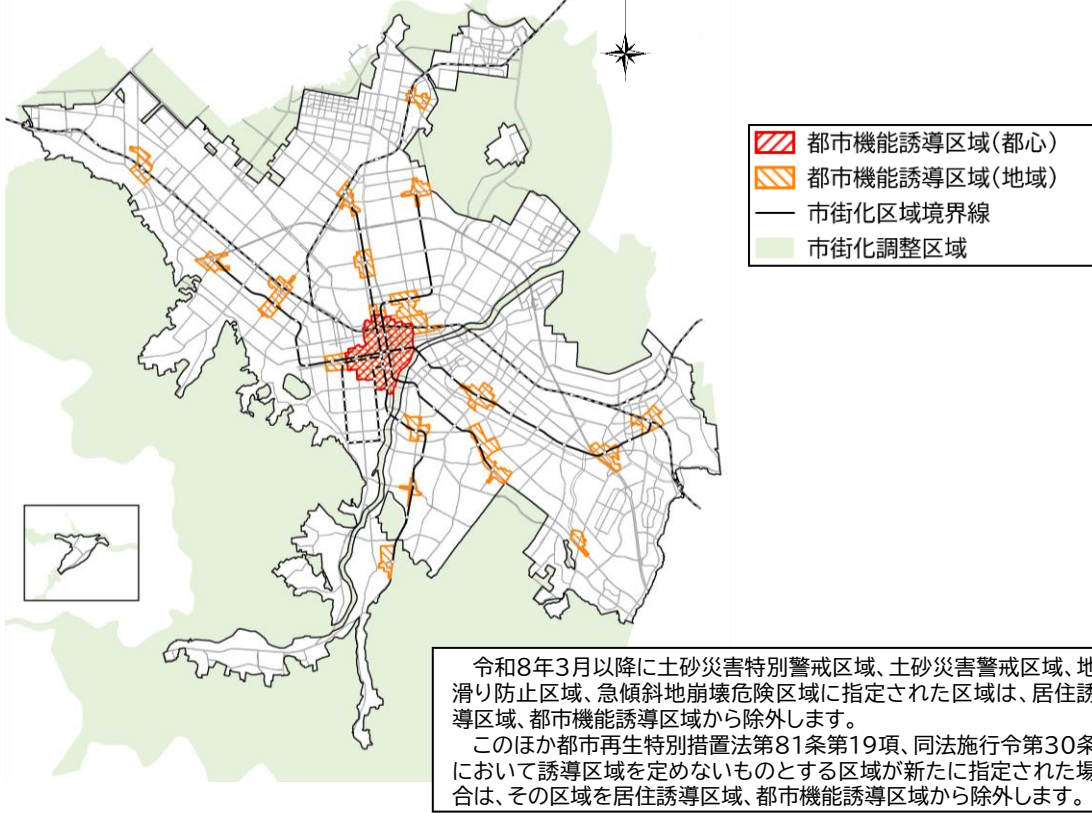 都市機能誘導区域(都心)
都市機能誘導区域(地域)
市街化区域境界線
市街化調整区域
令和8年3月以降に土砂災害特別警戒区域、土砂災害警戒区域、地
滑り防止区域、急傾斜地崩壊危険区域に指定された区域は、居住誘
導区域、都市機能誘導区域から除外します。
このほか都市再生特別措置法第81条第19項、同法施行令第30条
において誘導区域を定めないものとする区域が新たに指定された場
合は、その区域を居住誘導区域、都市機能誘導区域から除外します。